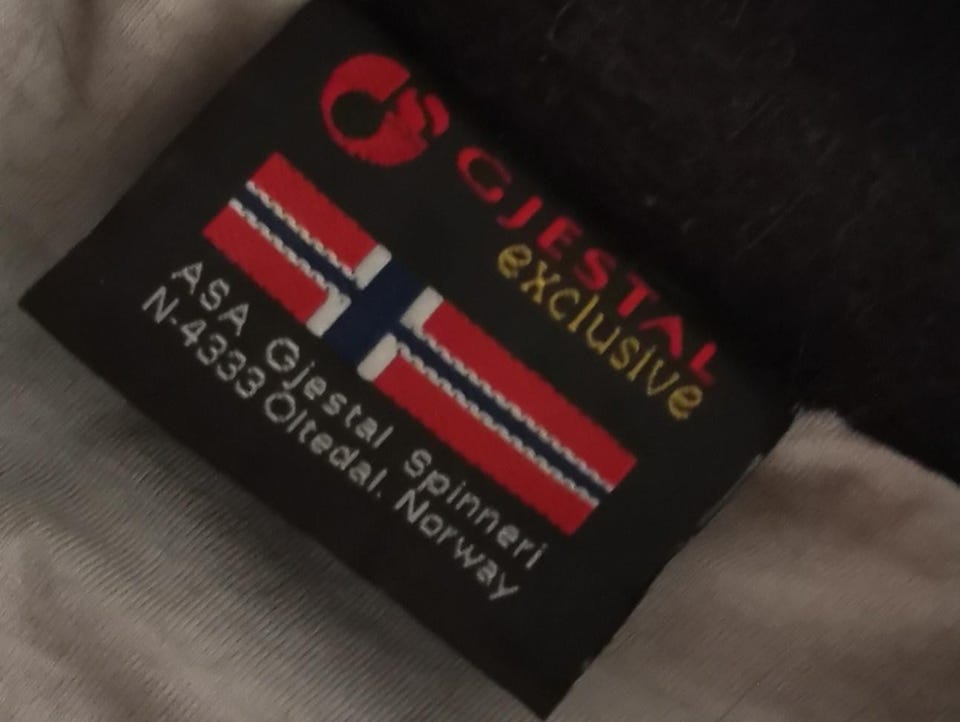 GJESTAL
exclusive
ASA Gjestal Spinneri
N-4333 Oltedal. Norway